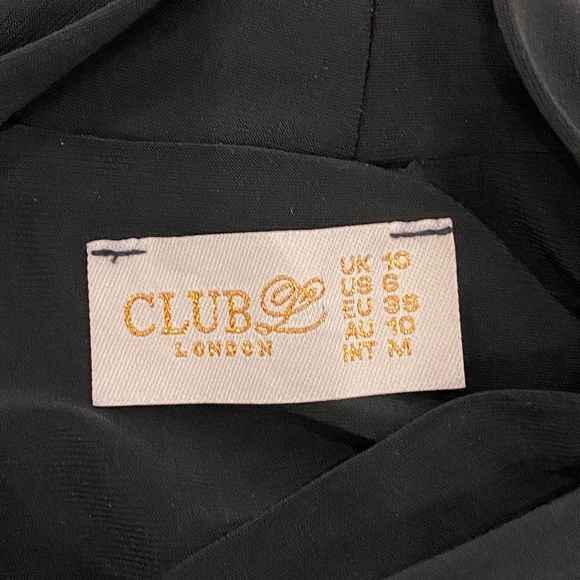 CLUB L
LONDON
UK 10
US 6
EU 38
AU 10
INT M